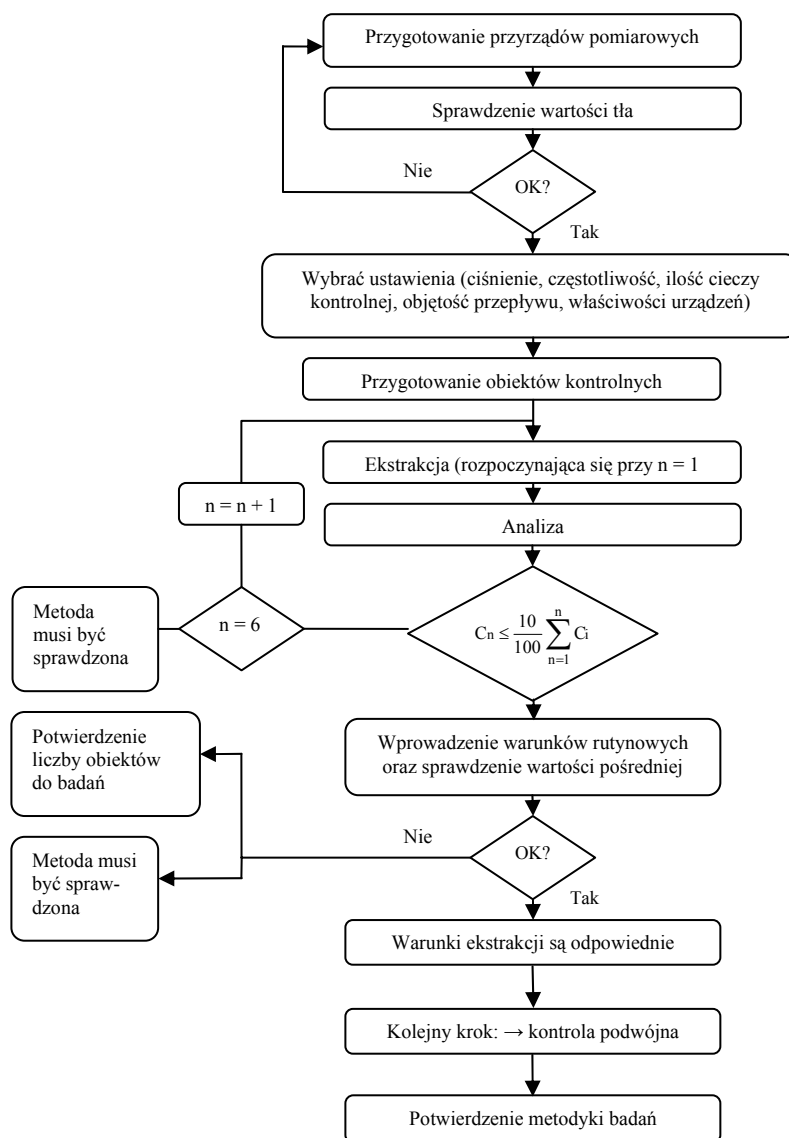 Przygotowanie przyrządów pomiarowych
Sprawdzenie wartości tła
Nie
OK?
Tak
Wybrać ustawienia (ciśnienie, częstotliwość, ilość cieczy
kontrolnej, objętość przepływu, właściwości urządzeń)
Przygotowanie obiektów kontrolnych
Ekstrakcja (rozpoczynająca się przy n = 1
n = n + 1
Analiza
Metoda
musi być
sprawdzona
n = 6
Cn ≤ 10/100 ∑ n=1 n Ci
Potwierdzenie
liczby obiektów
do badań
Wprowadzenie warunków rutynowych
oraz sprawdzenie wartości pośredniej
Nie
OK?
Metoda musi
być spraw-
dzona
Tak
Warunki ekstrakcji są odpowiednie
Kolejny krok: → kontrola podwójna
Potwierdzenie metodyki badań